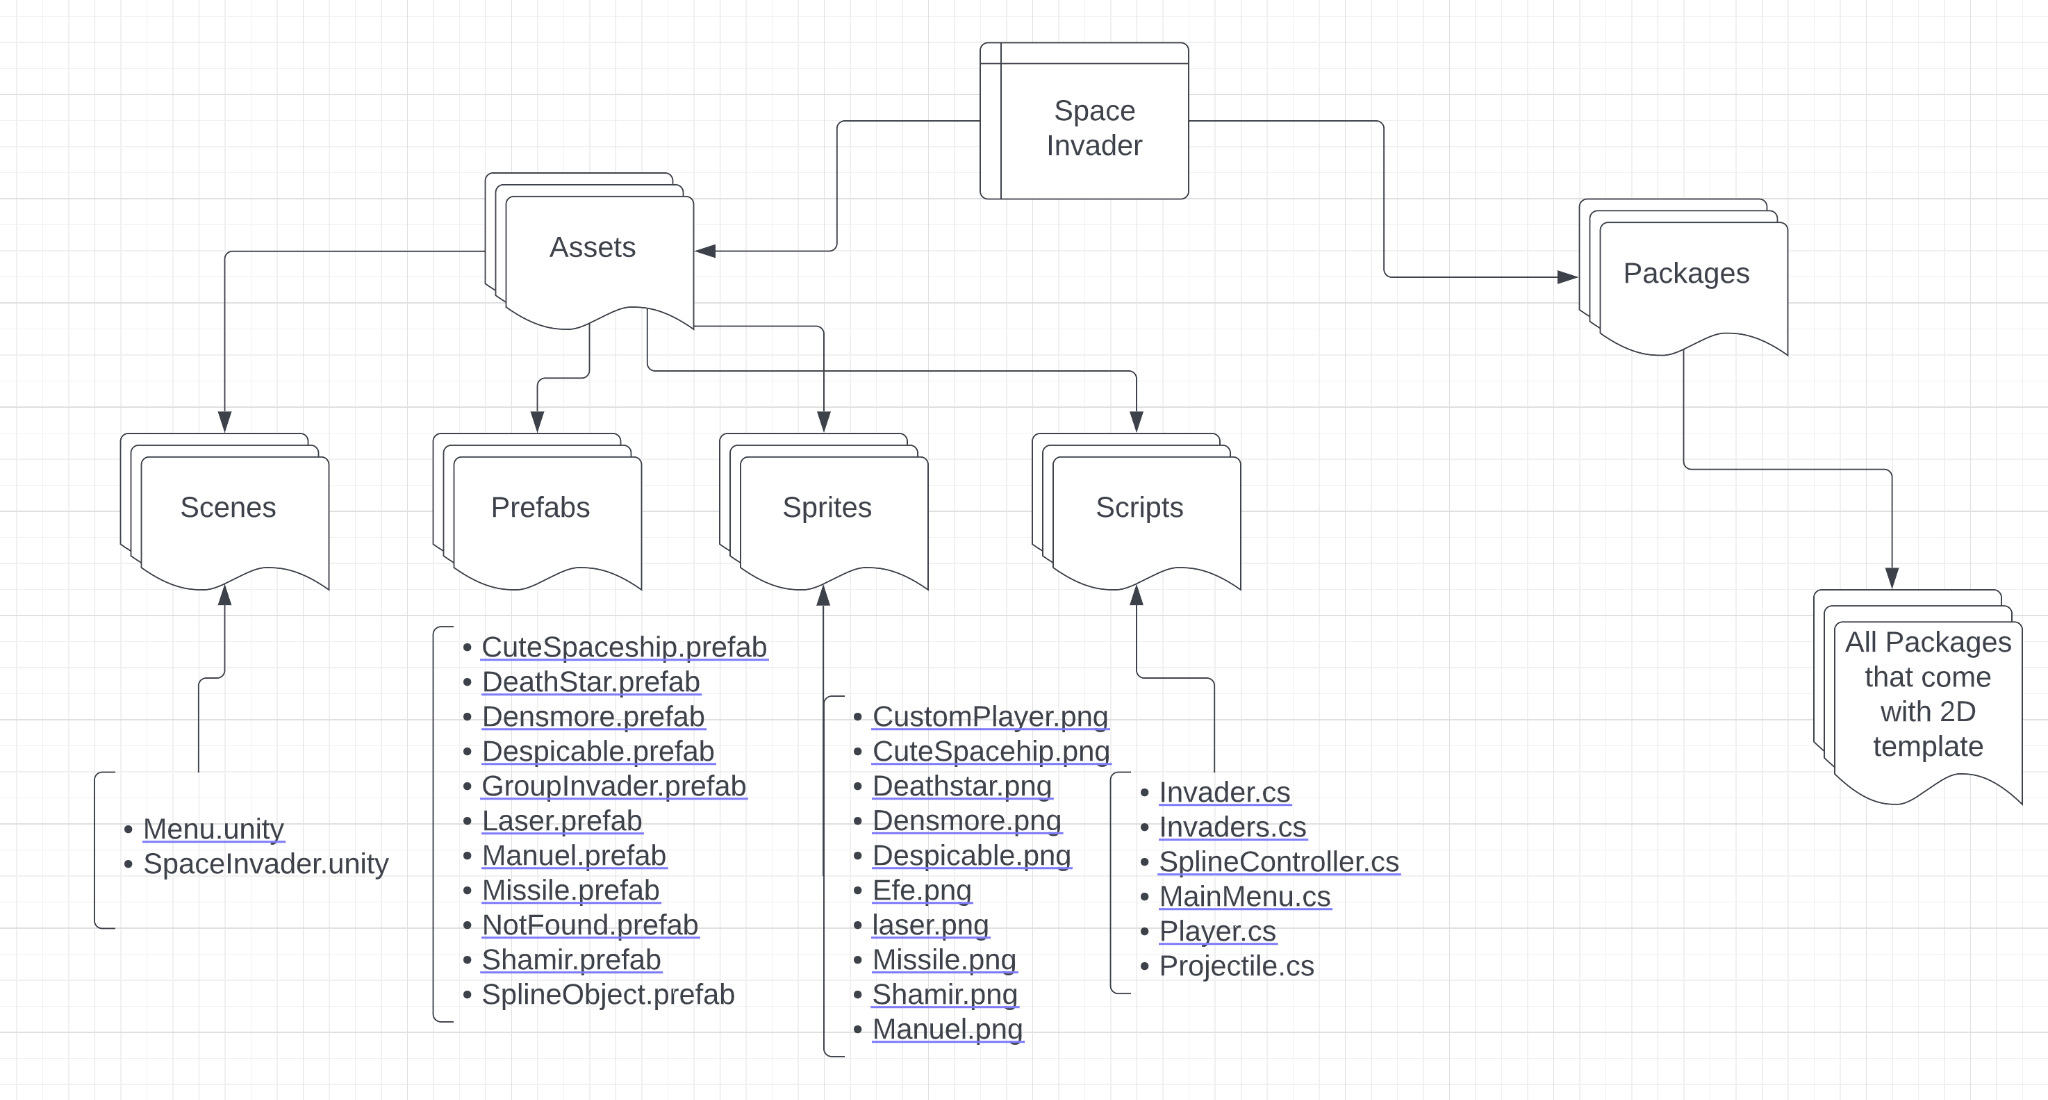 Space
Invader
Assets
Packages
Scenes
Prefabs
Sprites
Scripts
• Menu.unity
• SpaceInvader.unity
• CuteSpaceship.prefab
• DeathStar.prefab
• Densmore.prefab
• Despicable.prefab
• GroupInvader.prefab
• Laser.prefab
• Manuel.prefab
• Missile.prefab
• NotFound.prefab
• Shamir.prefab
• SplineObject.prefab
• CustomPlayer.png
• CuteSpacehip.png
• Deathstar.png
• Densmore.png
• Despicable.png
• Efe.png
• laser.png
• Missile.png
• Shamir.png
• Manuel.png
• Invader.cs
• Invaders.cs
• SplineController.cs
• MainMenu.cs
• Player.cs
• Projectile.cs
All Packages
that come
with 2D
template